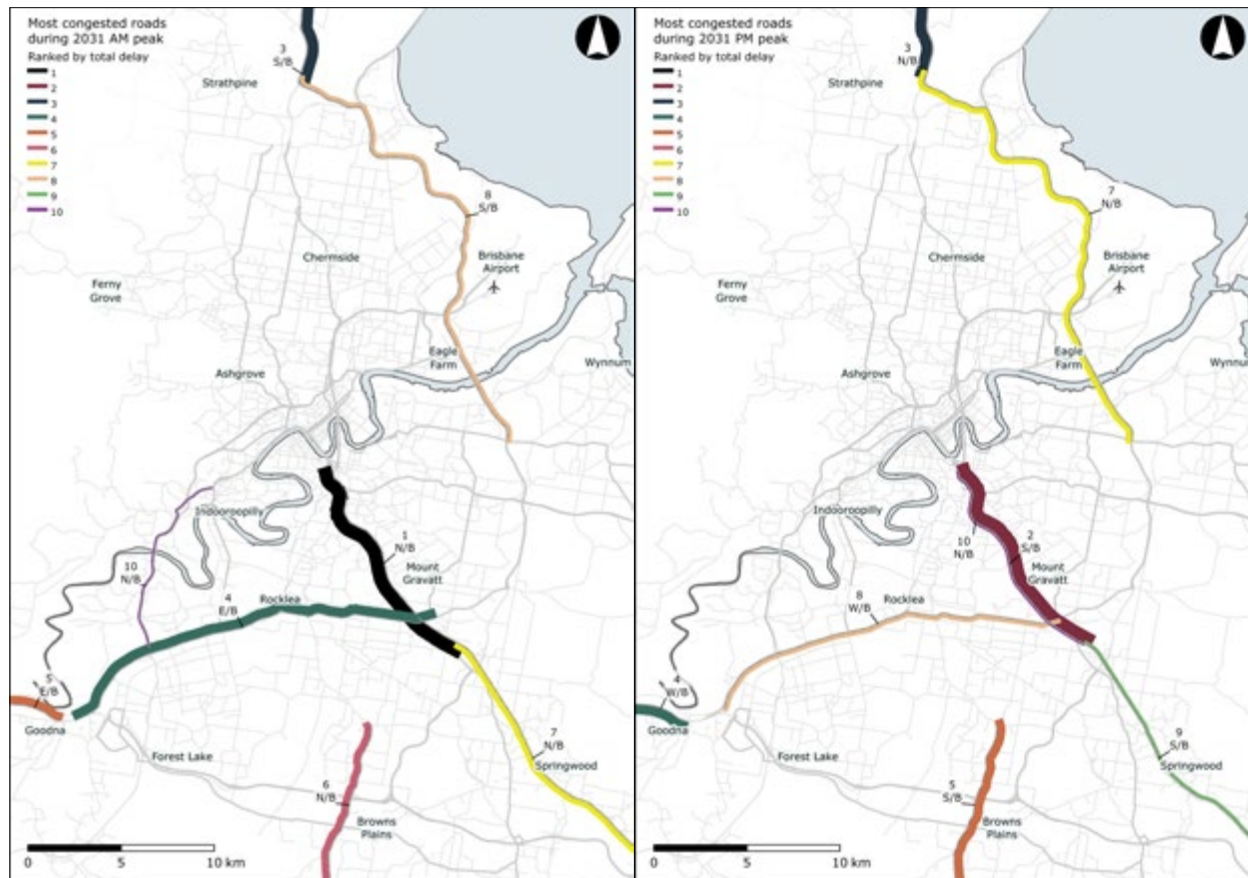 Most congested roads
during 2031 AM peak
Ranked by total delay
1
2
3
4
5
6
7
8
9
10
3
S/B
Strathpine
8
S/B
Chermside
Brisbane
Airport
Ferny
Grove
Eagle
Farm
Wynnum
Ashgrove
Indooroopilly
1
N/B
Mount
Gravatt
10
N/B
4
E/B
Rocklea
5
E/B
Goodna
Forest Lake
7
N/B
Springwood
6
N/B
Browns
Plains
0
5
10 km
Most congested roads
during 2031 PM peak
Ranked by total delay
1
2
3
4
5
6
7
8
9
10
3
N/B
Strathpine
7
N/B
Chermside
Brisbane
Airport
Ferny
Grove
Eagle
Farm
Wynnum
Ashgrove
Indooroopilly
10
N/B
2
S/B
Mount
Gravatt
8
W/B
Rocklea
4
W/B
Goodna
Forest Lake
9
S/B
Springwood
5
S/B
Browns
Plains
0
5
10 km